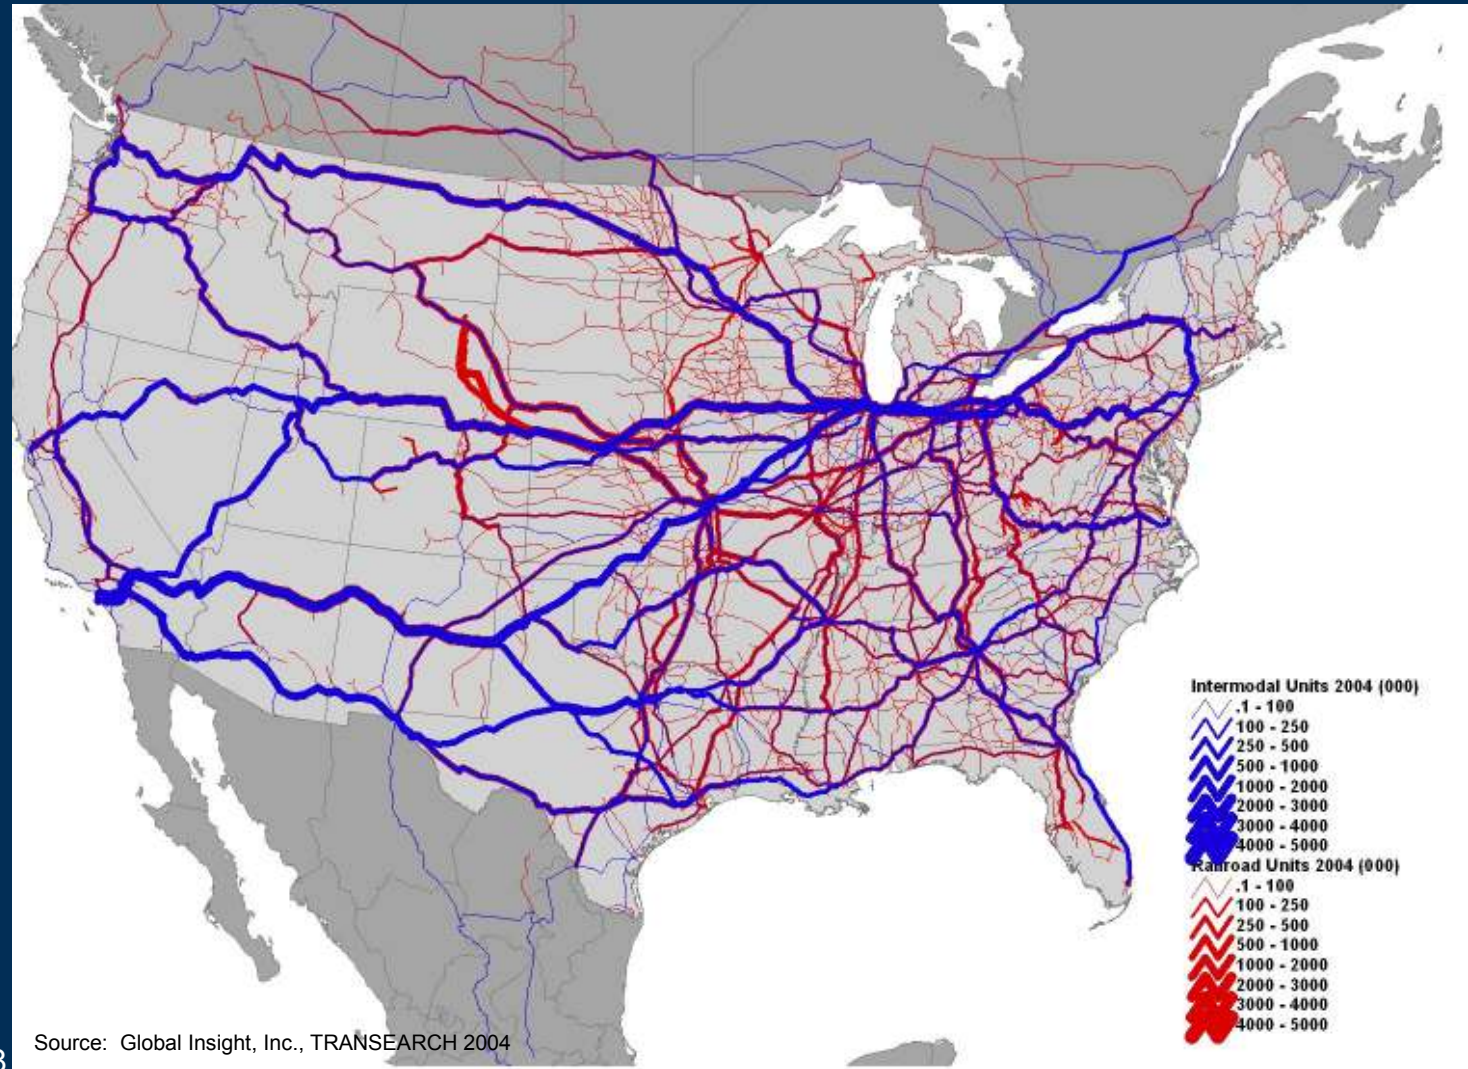 Intermodal Units 2004 (000)
.1 - 100
100 - 250
250 - 500
500 - 1000
1000 - 2000
2000 - 3000
3000 - 4000
4000 - 5000
Railroad Units 2004 (000)
.1 - 100
100 - 250
250 - 500
500 - 1000
1000 - 2000
2000 - 3000
3000 - 4000
4000 - 5000
Source: Global Insight, Inc., TRANSEARCH 2004